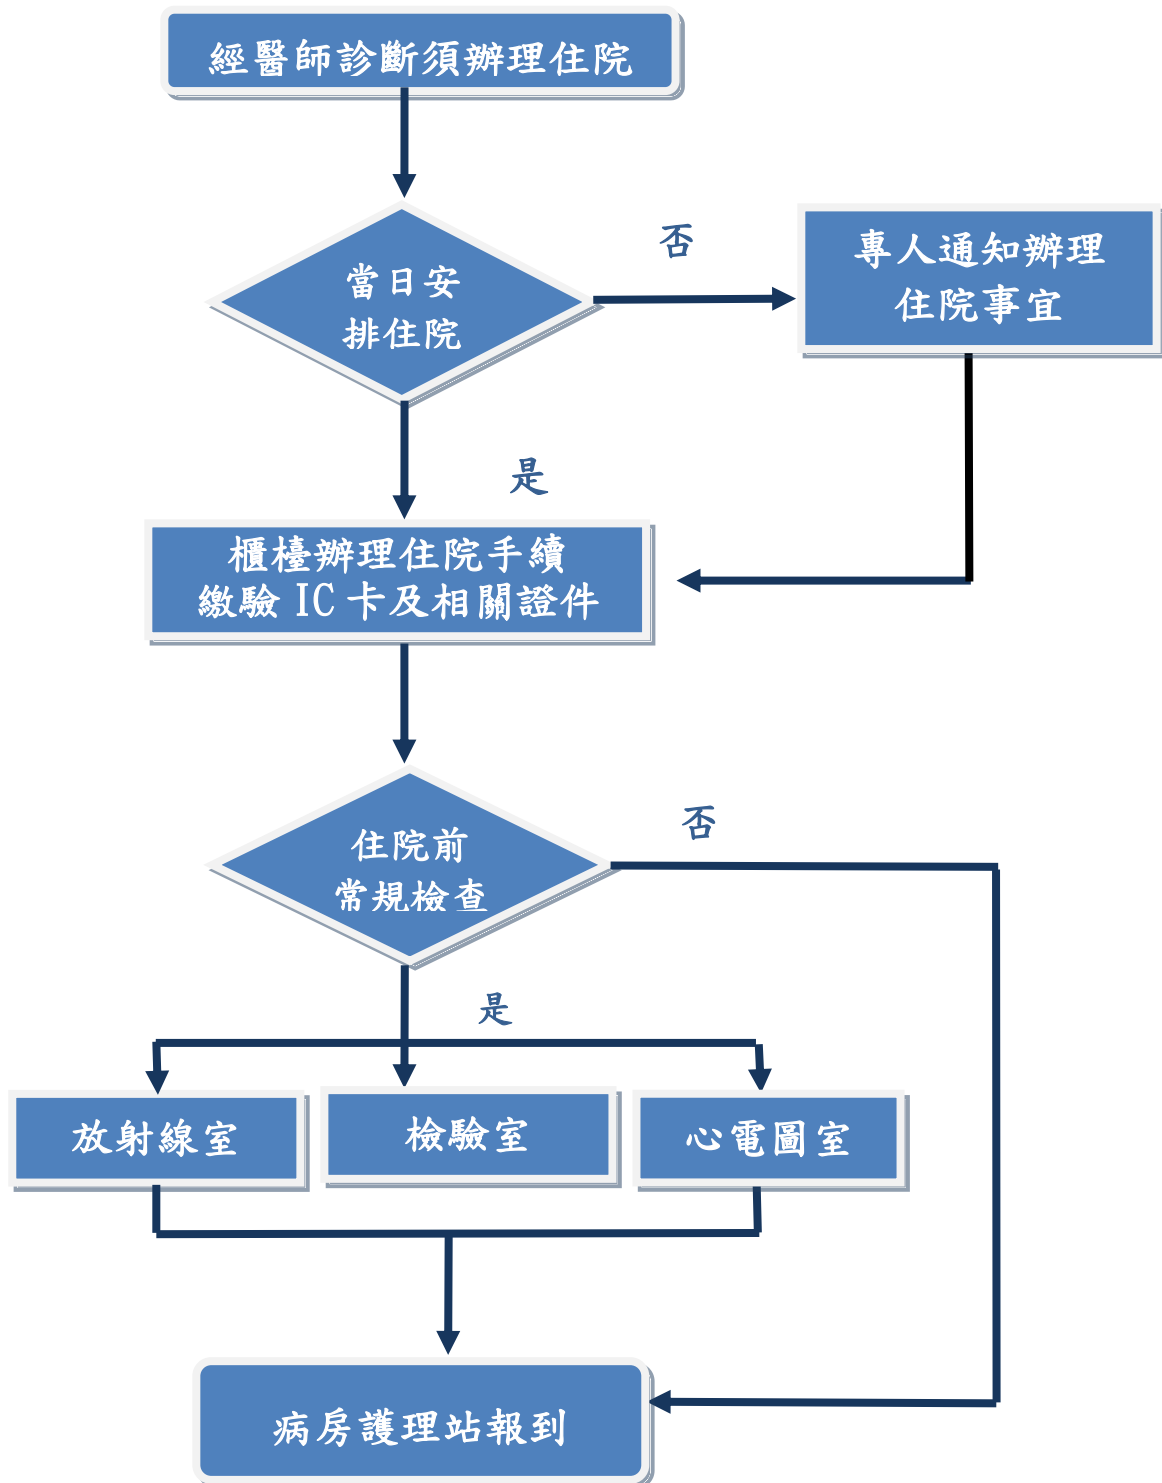 經醫師診斷須辦理住院
否
專人通知辦理
住院事宜
當日安
排住院
是
櫃檯辦理住院手續
繳驗 IC 卡及相關證件
否
住院前
常規檢查
是
放射線室
檢驗室
心電圖室
病房護理站報到